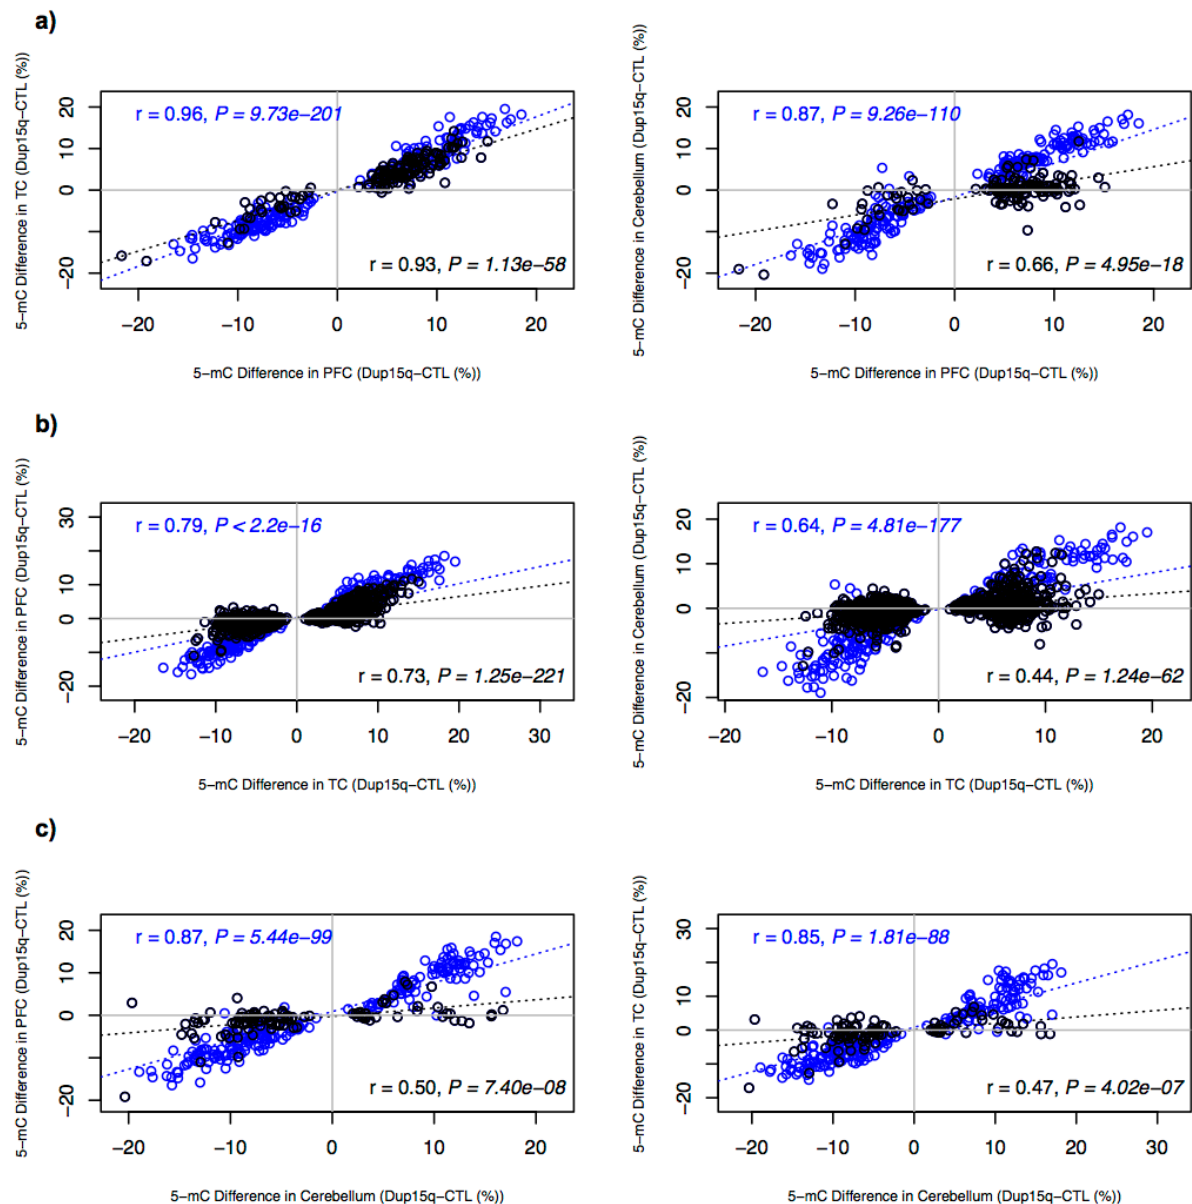 a)
5−mC Difference in TC (Dup15q−CTL (%))
20
10
0
−20
r = 0.96, P = 9.73e−201
r = 0.93, P = 1.13e−58
−20 −10 0 10 20
5−mC Difference in PFC (Dup15q−CTL (%))
5−mC Difference in Cerebellum (Dup15q−CTL (%))
20
10
0
−20
r = 0.87, P = 9.26e−110
r = 0.66, P = 4.95e−18
−20 −10 0 10 20
5−mC Difference in PFC (Dup15q−CTL (%))
b)
5−mC Difference in PFC (Dup15q−CTL (%))
30
10
0
−20
r = 0.79, P < 2.2e−16
r = 0.73, P = 1.25e−221
−20 −10 0 10 20 30
5−mC Difference in TC (Dup15q−CTL (%))
5−mC Difference in Cerebellum (Dup15q−CTL (%))
20
10
0
−20
r = 0.64, P = 4.81e−177
r = 0.44, P = 1.24e−62
−20 −10 0 10 20
5−mC Difference in TC (Dup15q−CTL (%))
c)
5−mC Difference in PFC (Dup15q−CTL (%))
20
10
0
−20
r = 0.87, P = 5.44e−99
r = 0.50, P = 7.40e−08
−20 −10 0 10 20
5−mC Difference in Cerebellum (Dup15q−CTL (%))
5−mC Difference in TC (Dup15q−CTL (%))
30
10
0
−20
r = 0.85, P = 1.81e−88
r = 0.47, P = 4.02e−07
−20 −10 0 10 20 30
5−mC Difference in Cerebellum (Dup15q−CTL (%))